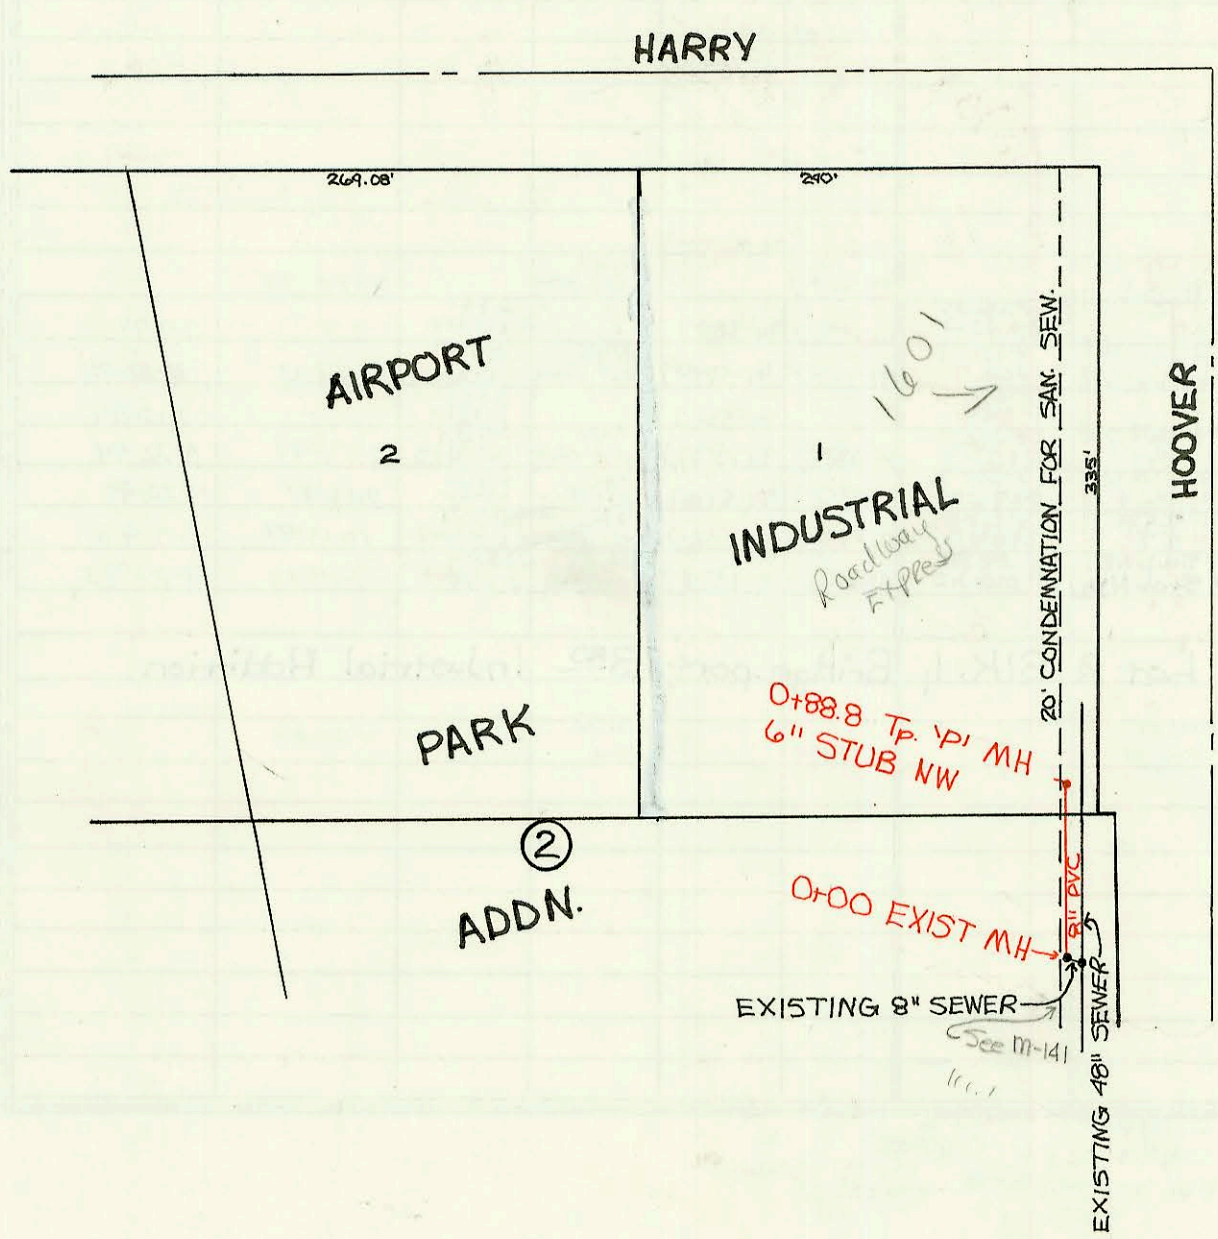 HARRY
269.08'
290'
AIRPORT
2
1
INDUSTRIAL
1601
Roadway
Express
20' CONDEMNATION FOR SAN. SEW.
335'
HOOVER
PARK
0+88.8 Tp. 'P' MH
6" STUB NW
2
ADDN.
0+00 EXIST MH
8" PVC
EXISTING 8" SEWER
See M-141
EXISTING 48" SEWER